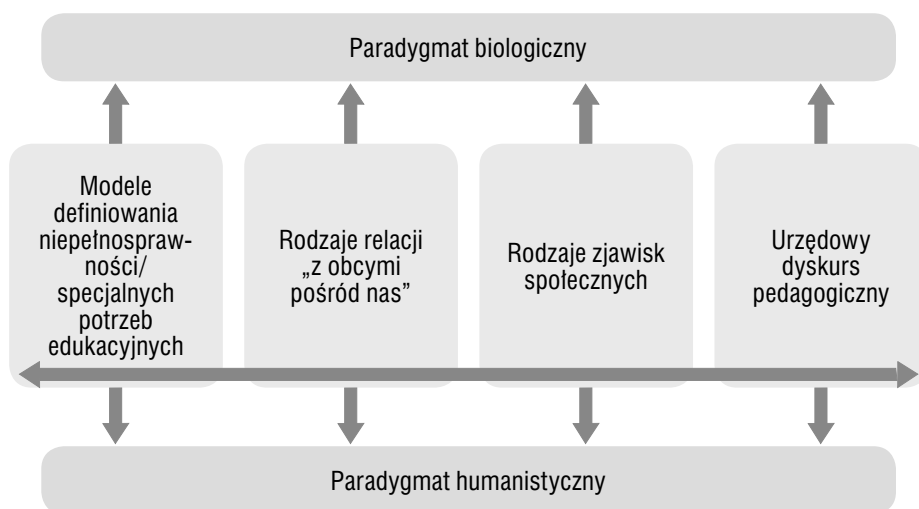 Paradygmat biologiczny
Modele
definiowania
niepełnospraw-
ności/
specjalnych
potrzeb
edukacyjnych
Rodzaje relacji
„z obcymi
pośród nas”
Rodzaje zjawisk
społecznych
Urzędowy
dyskurs
pedagogiczny
Paradygmat humanistyczny